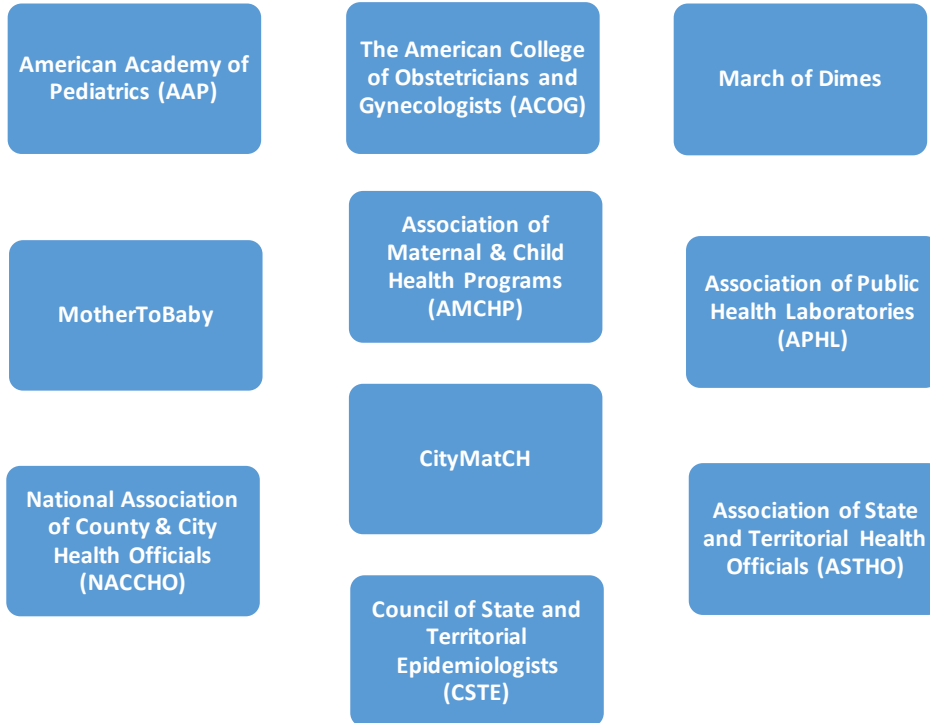 American Academy of
Pediatrics (AAP)
The American College
of Obstetricians and
Gynecologists (ACOG)
March of Dimes
MotherToBaby
Association of
Maternal & Child
Health Programs
(AMCHP)
Association of Public
Health Laboratories
(APHL)
CityMatCH
National Association
of County & City
Health Officials
(NACCHO)
Association of State
and Territorial Health
Officials (ASTHO)
Council of State and
Territorial
Epidemiologists
(CSTE)